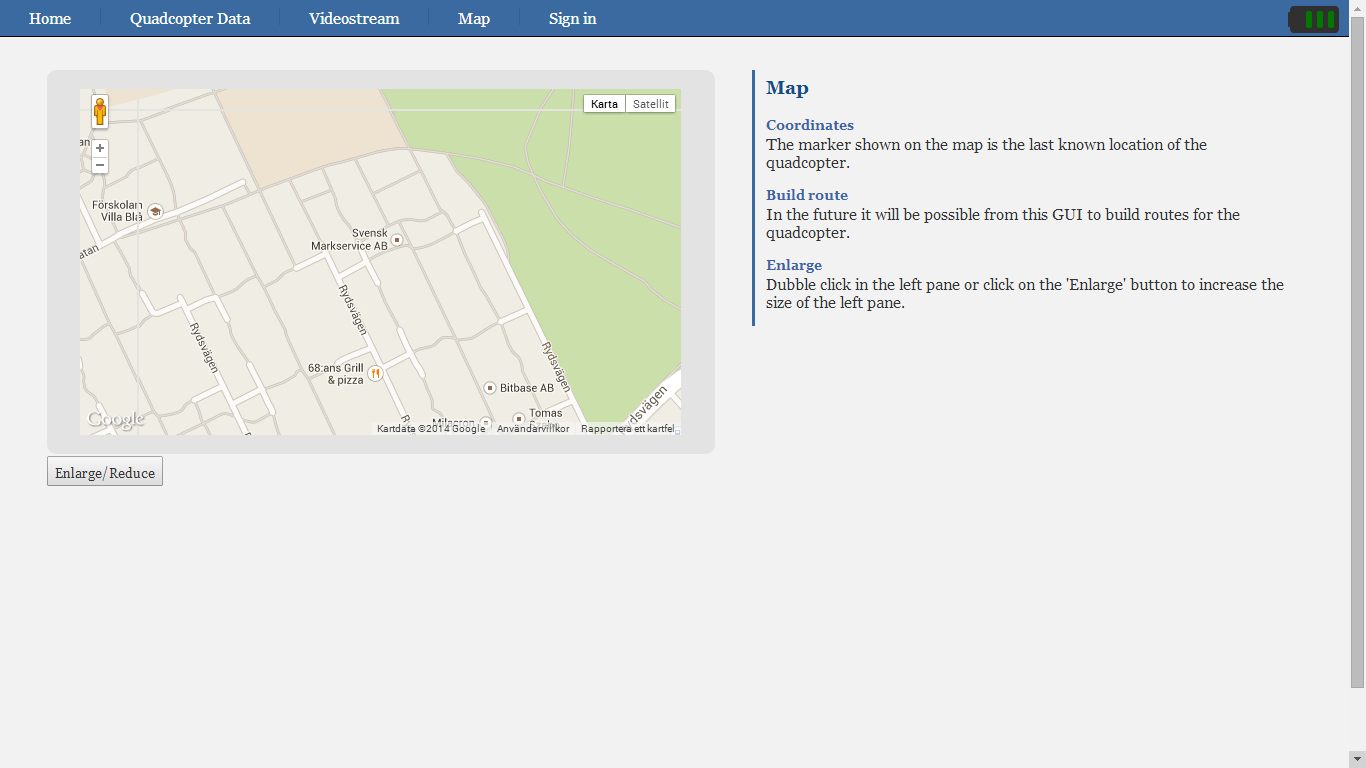 Home
Quadcopter Data
Videostream
Map
Sign in
Karta
Satellit
Förskolan
Villa Blå
Svensk
Markservice AB
Rydsvägen
Rydsvägen
Rydsvägen
68:ans Grill
& pizza
Bitbase AB
Tomas
Google
Kartdata ©2014 Google
Användarvillkor
Rapportera ett kartfel
Enlarge/Reduce
Map
Coordinates
The marker shown on the map is the last known location of the
quadcopter.
Build route
In the future it will be possible from this GUI to build routes for the
quadcopter.
Enlarge
Dubble click in the left pane or click on the 'Enlarge' button to increase the
size of the left pane.